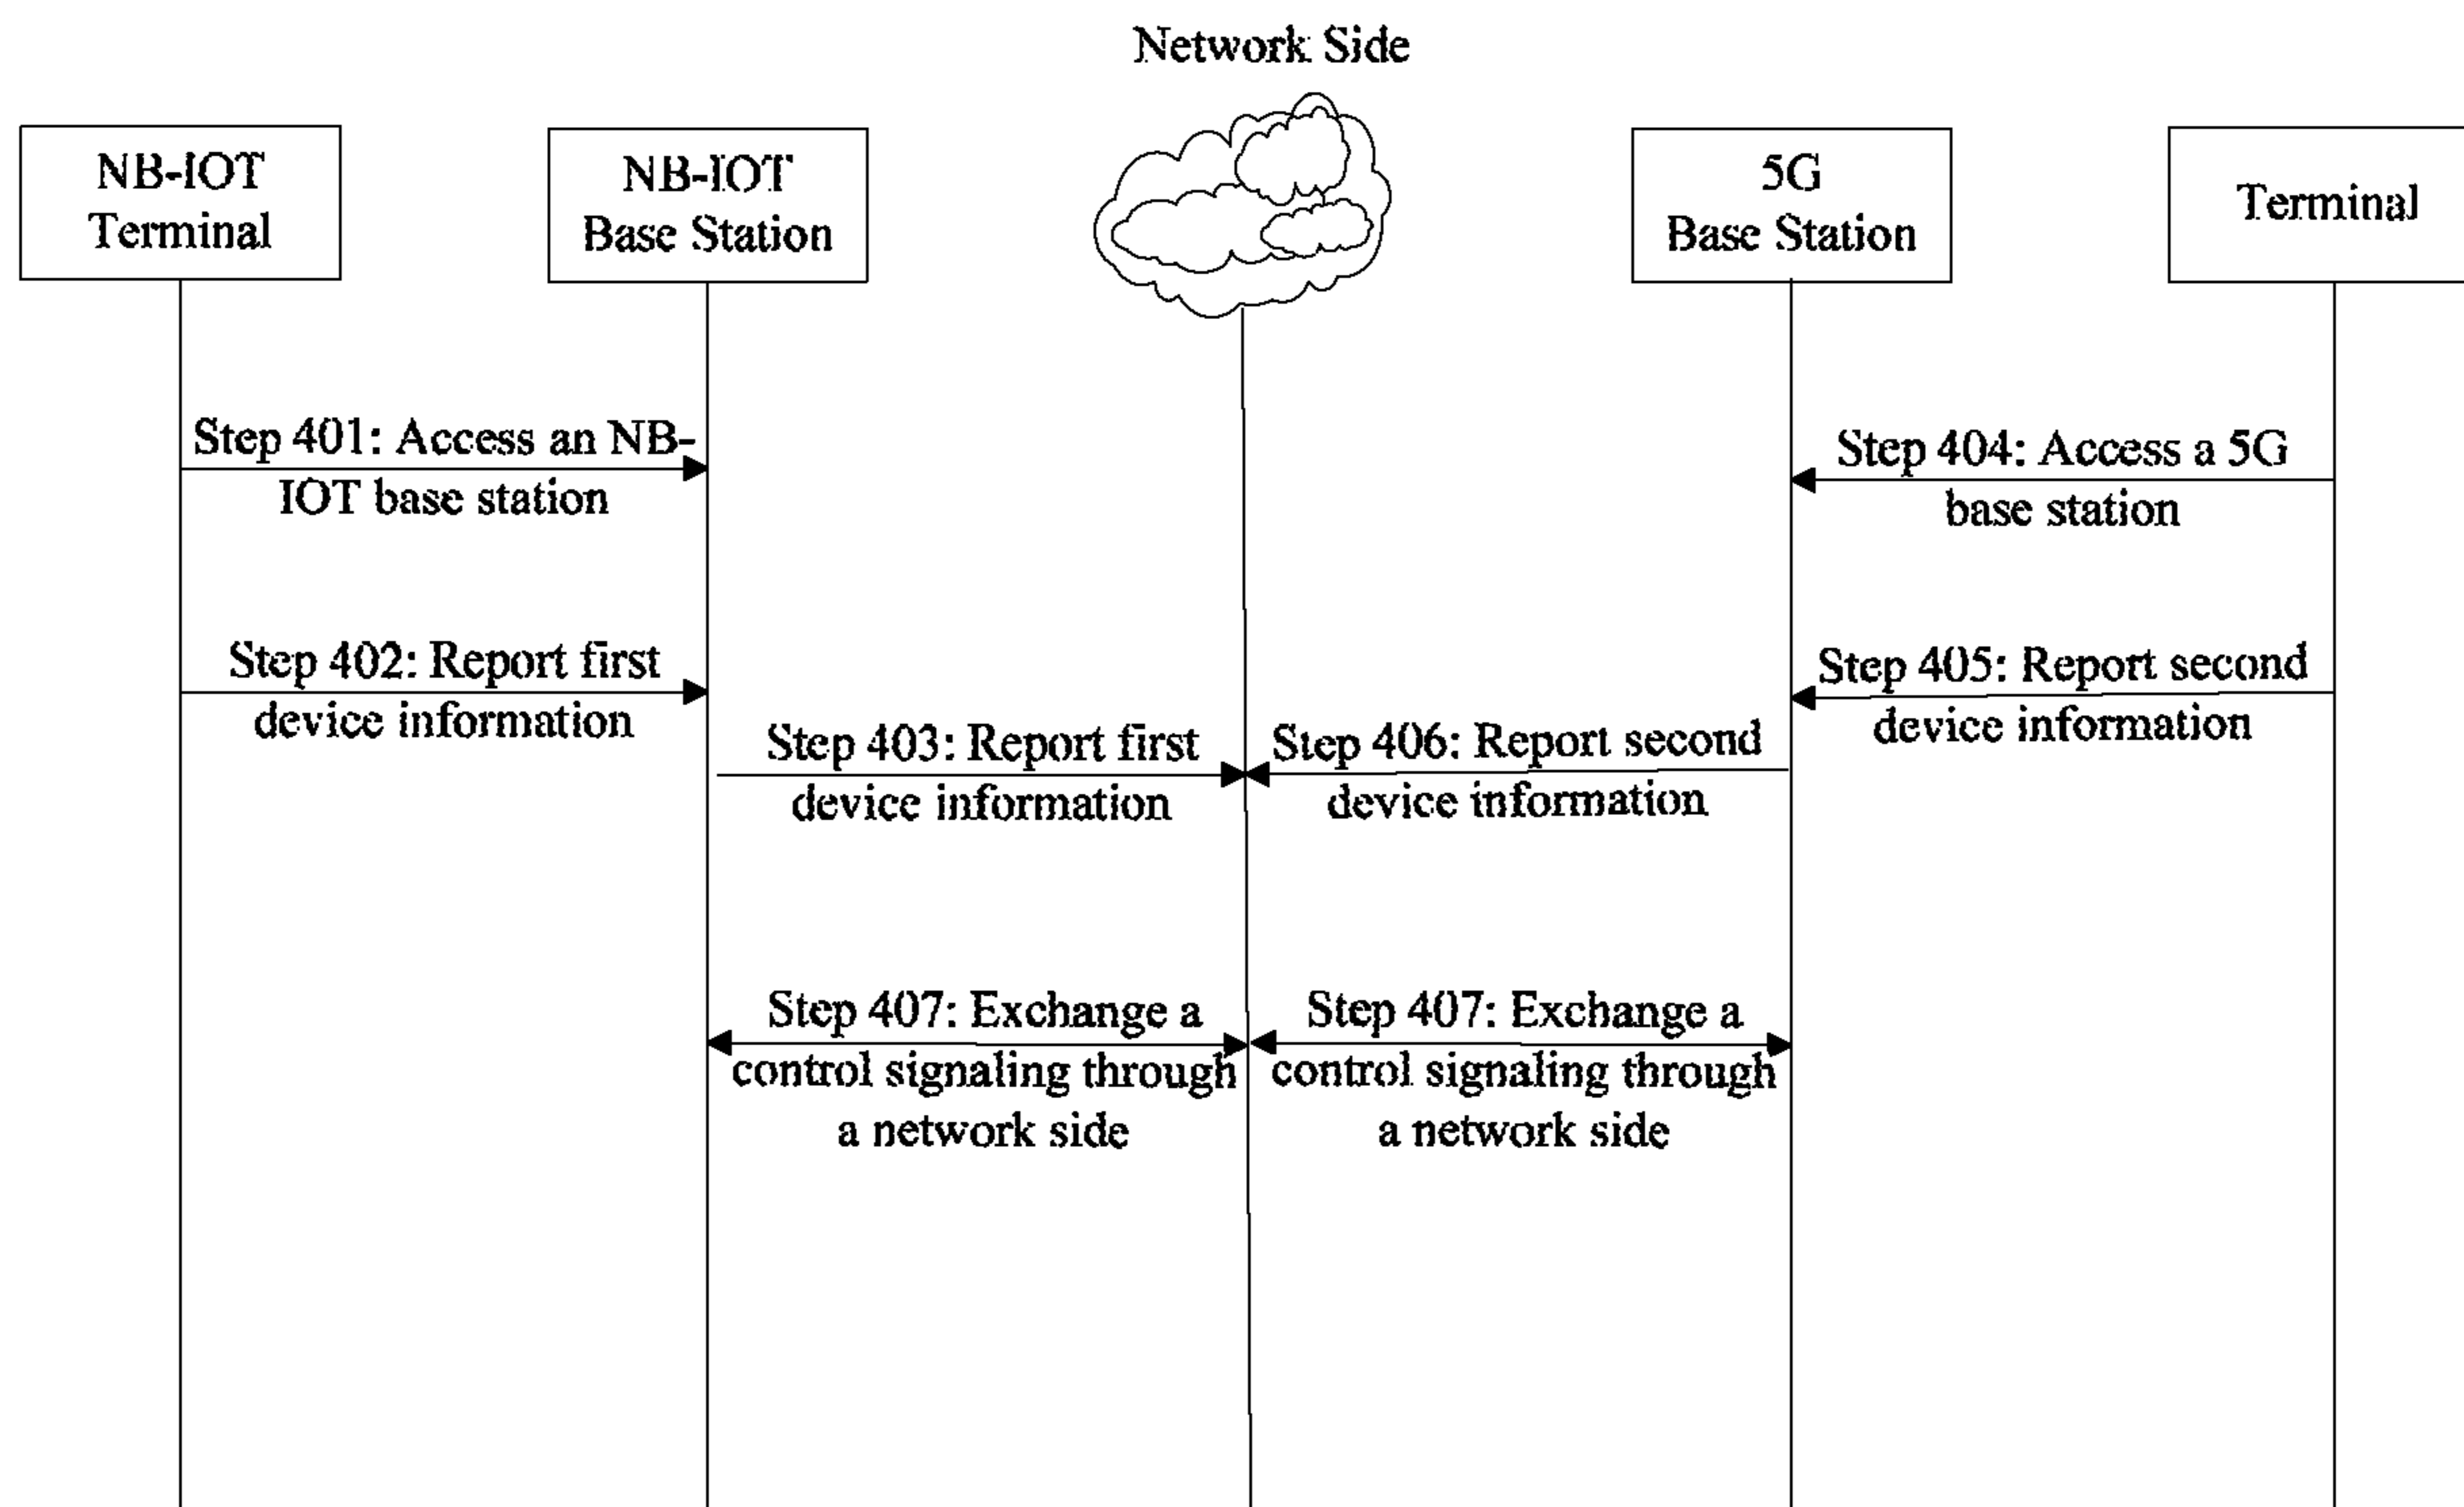 Network Side
NB-IOT
Terminal
NB-IOT
Base Station
5G
Base Station
Terminal
Step 401: Access an NB-
IOT base station
Step 404: Access a 5G
base station
Step 402: Report first
device information
Step 405: Report second
device information
Step 403: Report first
device information
Step 406: Report second
device information
Step 407: Exchange a
control signaling through
a network side
Step 407: Exchange a
control signaling through
a network side